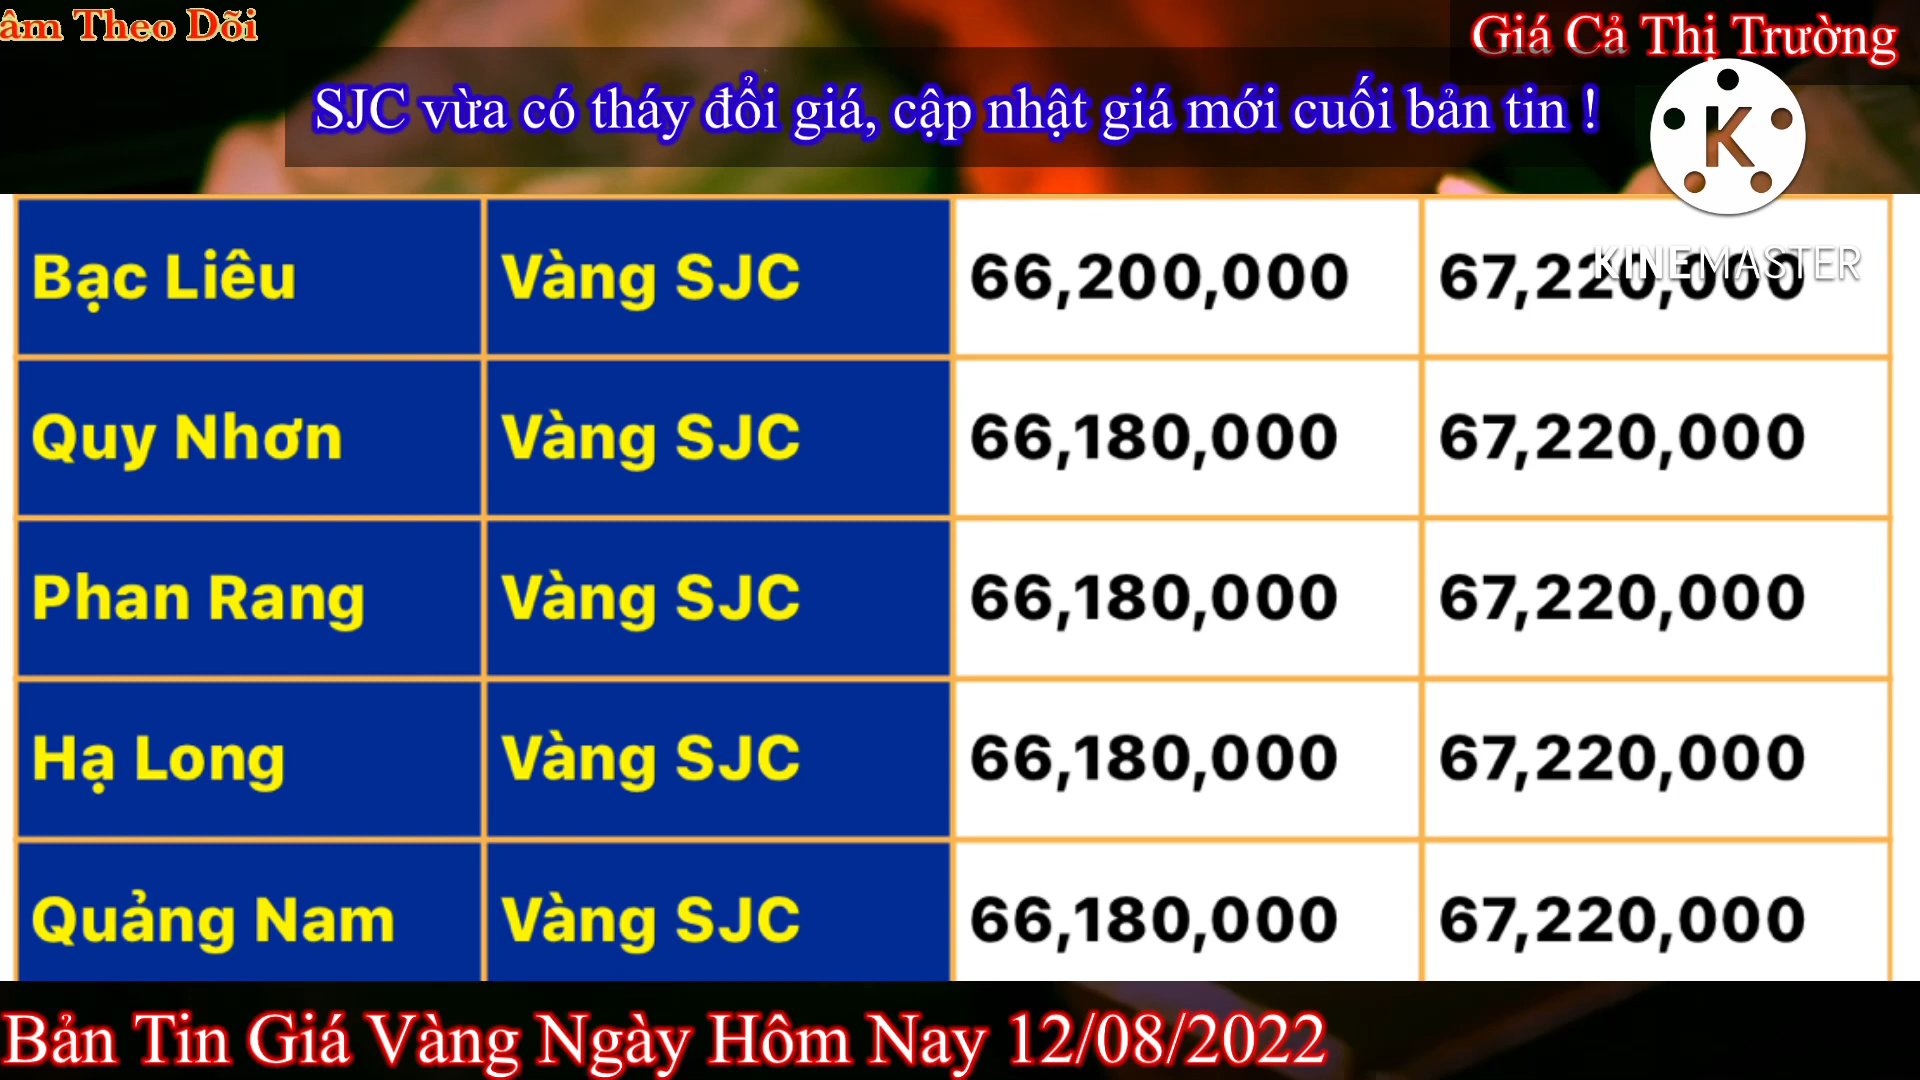 âm Theo Dõi
Giá Cả Thị Trường
SJC vừa có tháy đổi giá, cập nhật giá mới cuối bản tin !
K
KINEMASTER
Bạc Liêu Vàng SJC 66,200,000 67,220,000
Quy Nhơn Vàng SJC 66,180,000 67,220,000
Phan Rang Vàng SJC 66,180,000 67,220,000
Hạ Long Vàng SJC 66,180,000 67,220,000
Quảng Nam Vàng SJC 66,180,000 67,220,000
Bản Tin Giá Vàng Ngày Hôm Nay 12/08/2022